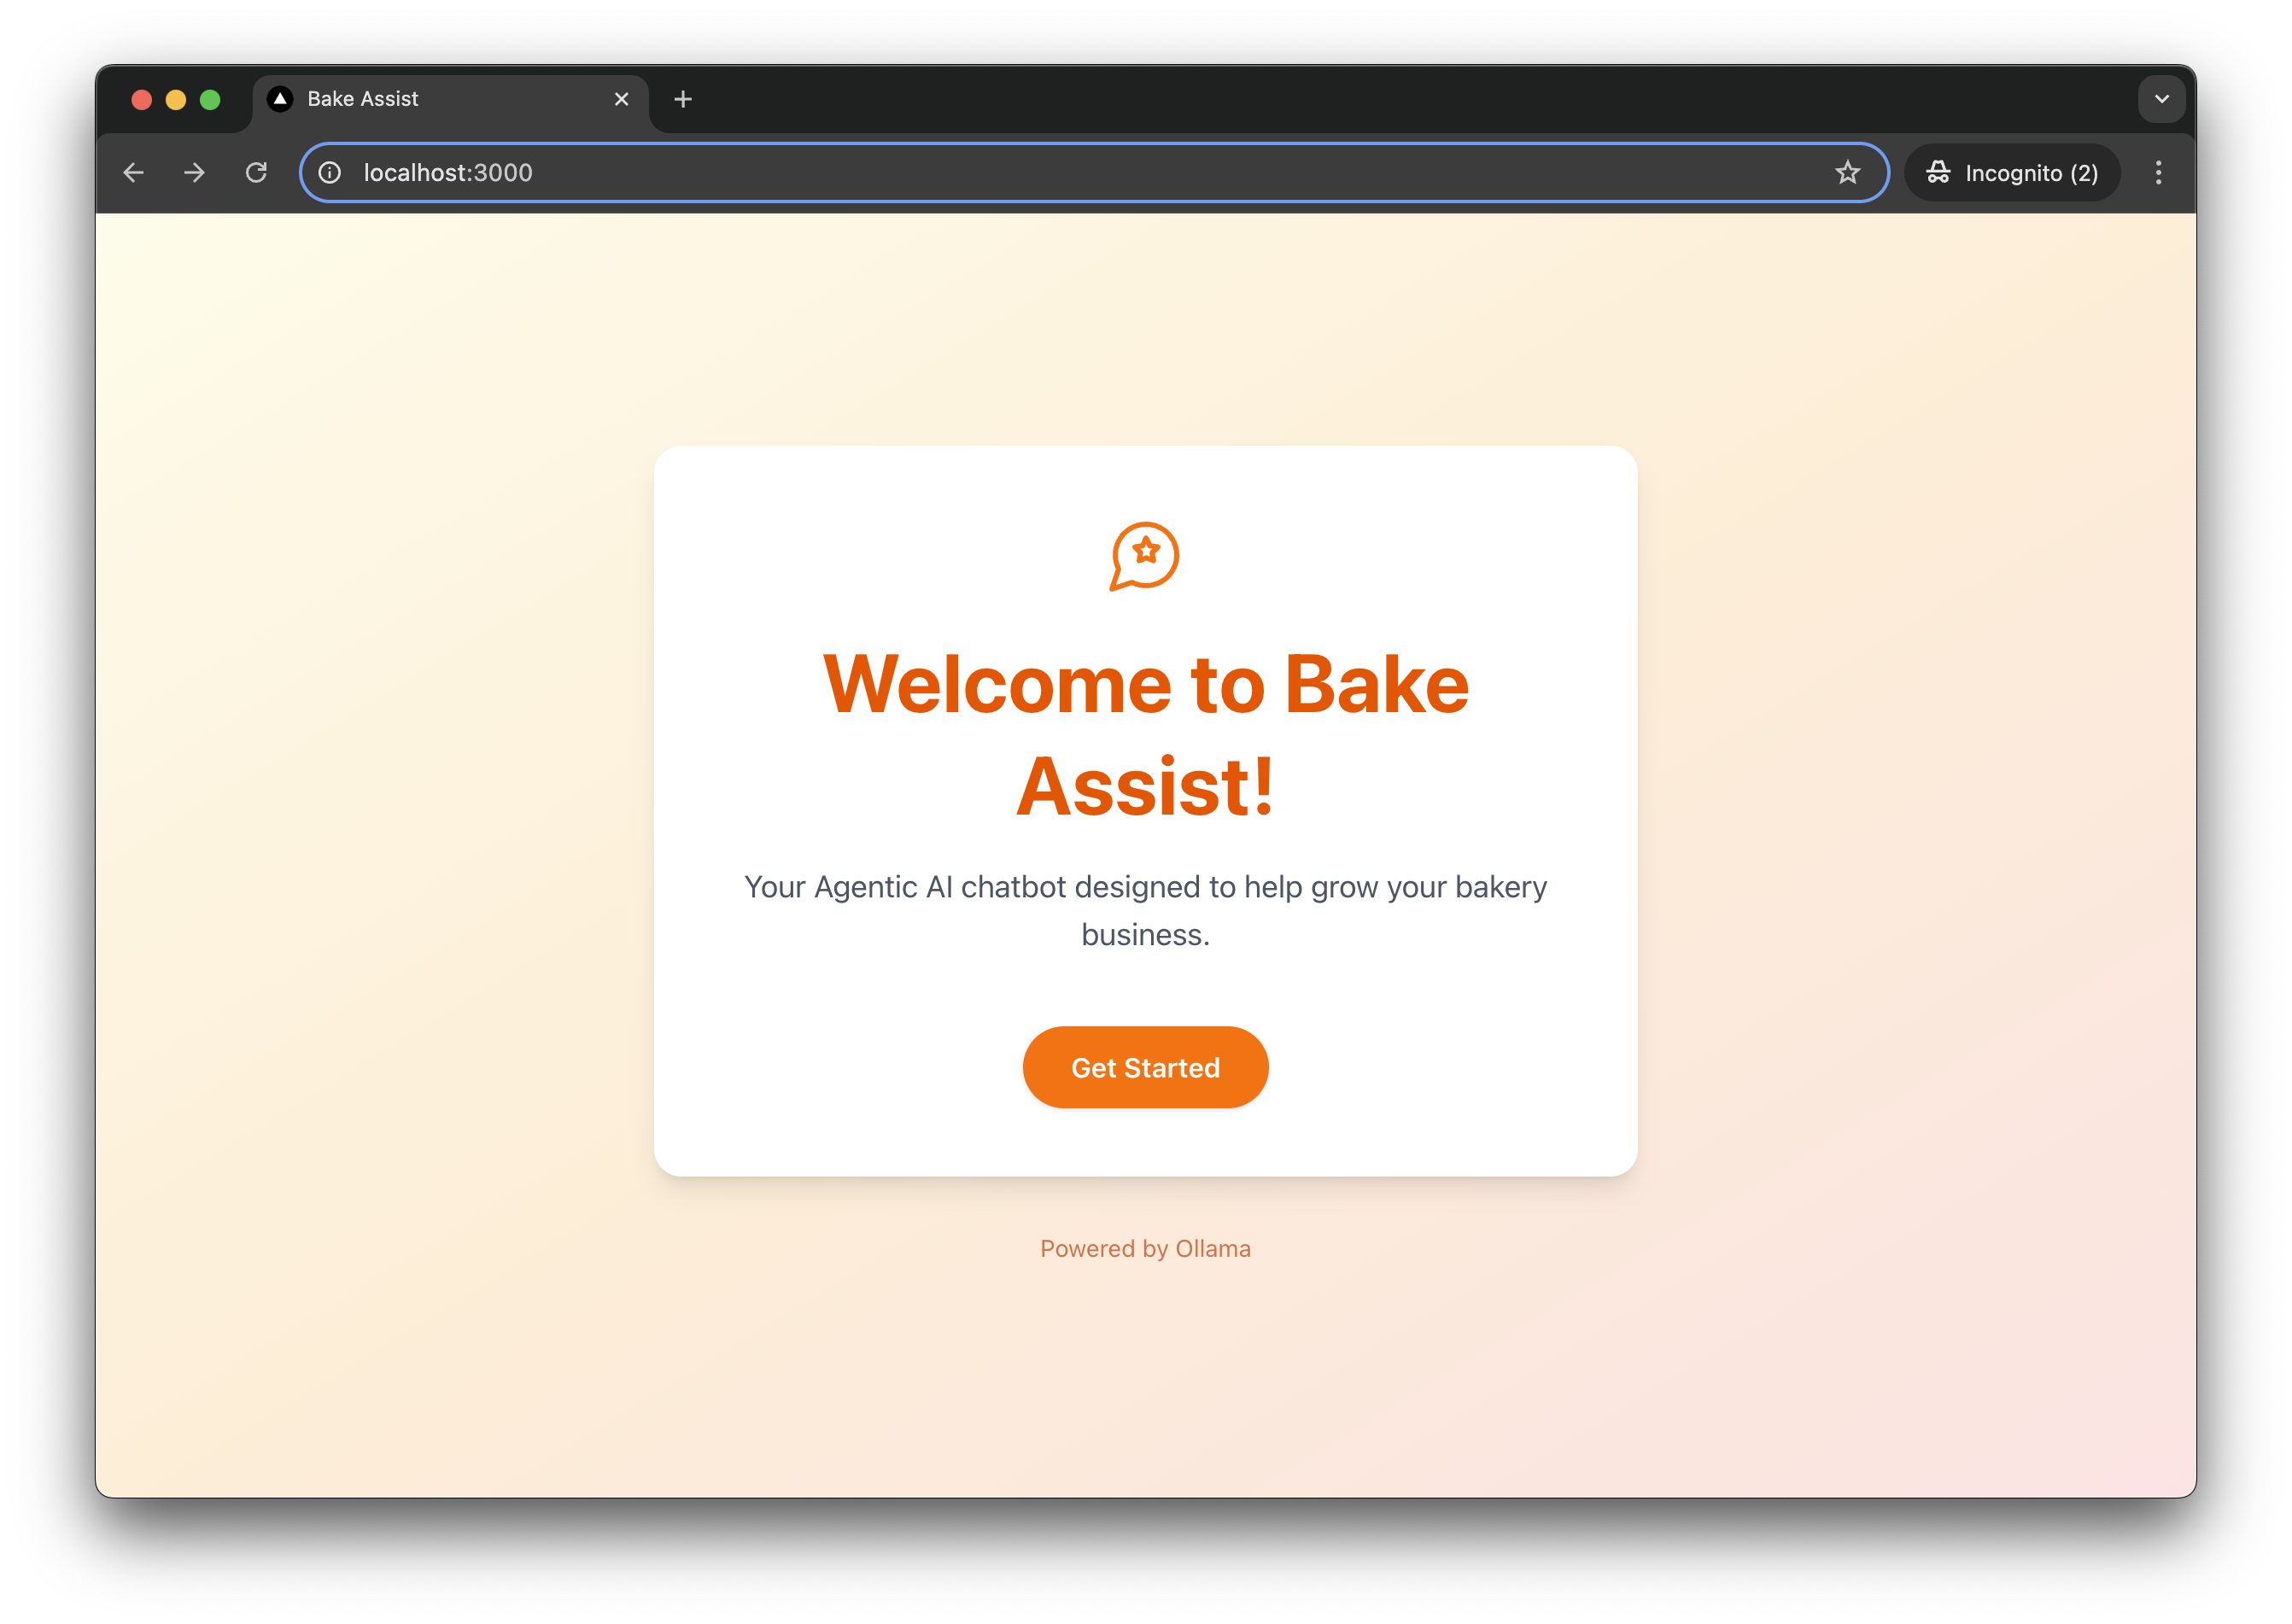 Bake Assist
localhost:3000
Incognito (2)
Welcome to Bake
Assist!
Your Agentic AI chatbot designed to help grow your bakery
business.
Get Started
Powered by Ollama